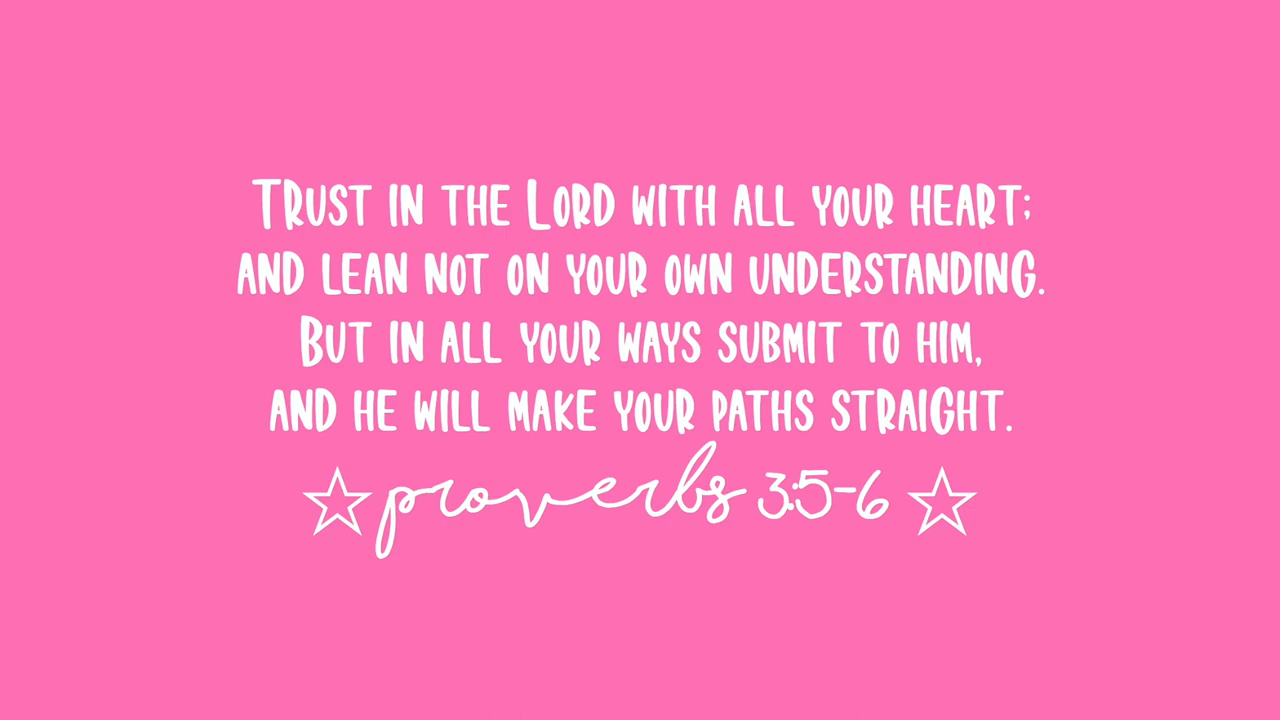 Trust in the Lord with all your heart;
and lean not on your own understanding.
But in all your ways submit to him,
and he will make your paths straight.
☆ proverbs 3:5-6 ☆